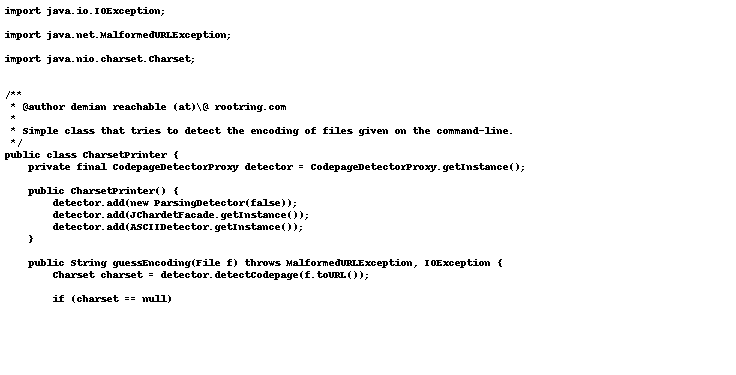 import java.io.IOException;
import java.net.MalformedURLException;
import java.nio.charset.Charset;
/**
 * @author demian reachable (at)\@ rootring.com
 *
 * Simple class that tries to detect the encoding of files given on the command-line.
 */
public class CharsetPrinter {
    private final CodepageDetectorProxy detector = CodepageDetectorProxy.getInstance();
    public CharsetPrinter() {
        detector.add(new ParsingDetector(false));
        detector.add(JChardetFacade.getInstance());
        detector.add(ASCIIDetector.getInstance());
    }
    public String guessEncoding(File f) throws MalformedURLException, IOException {
        Charset charset = detector.detectCodepage(f.toURL());
        if (charset == null)